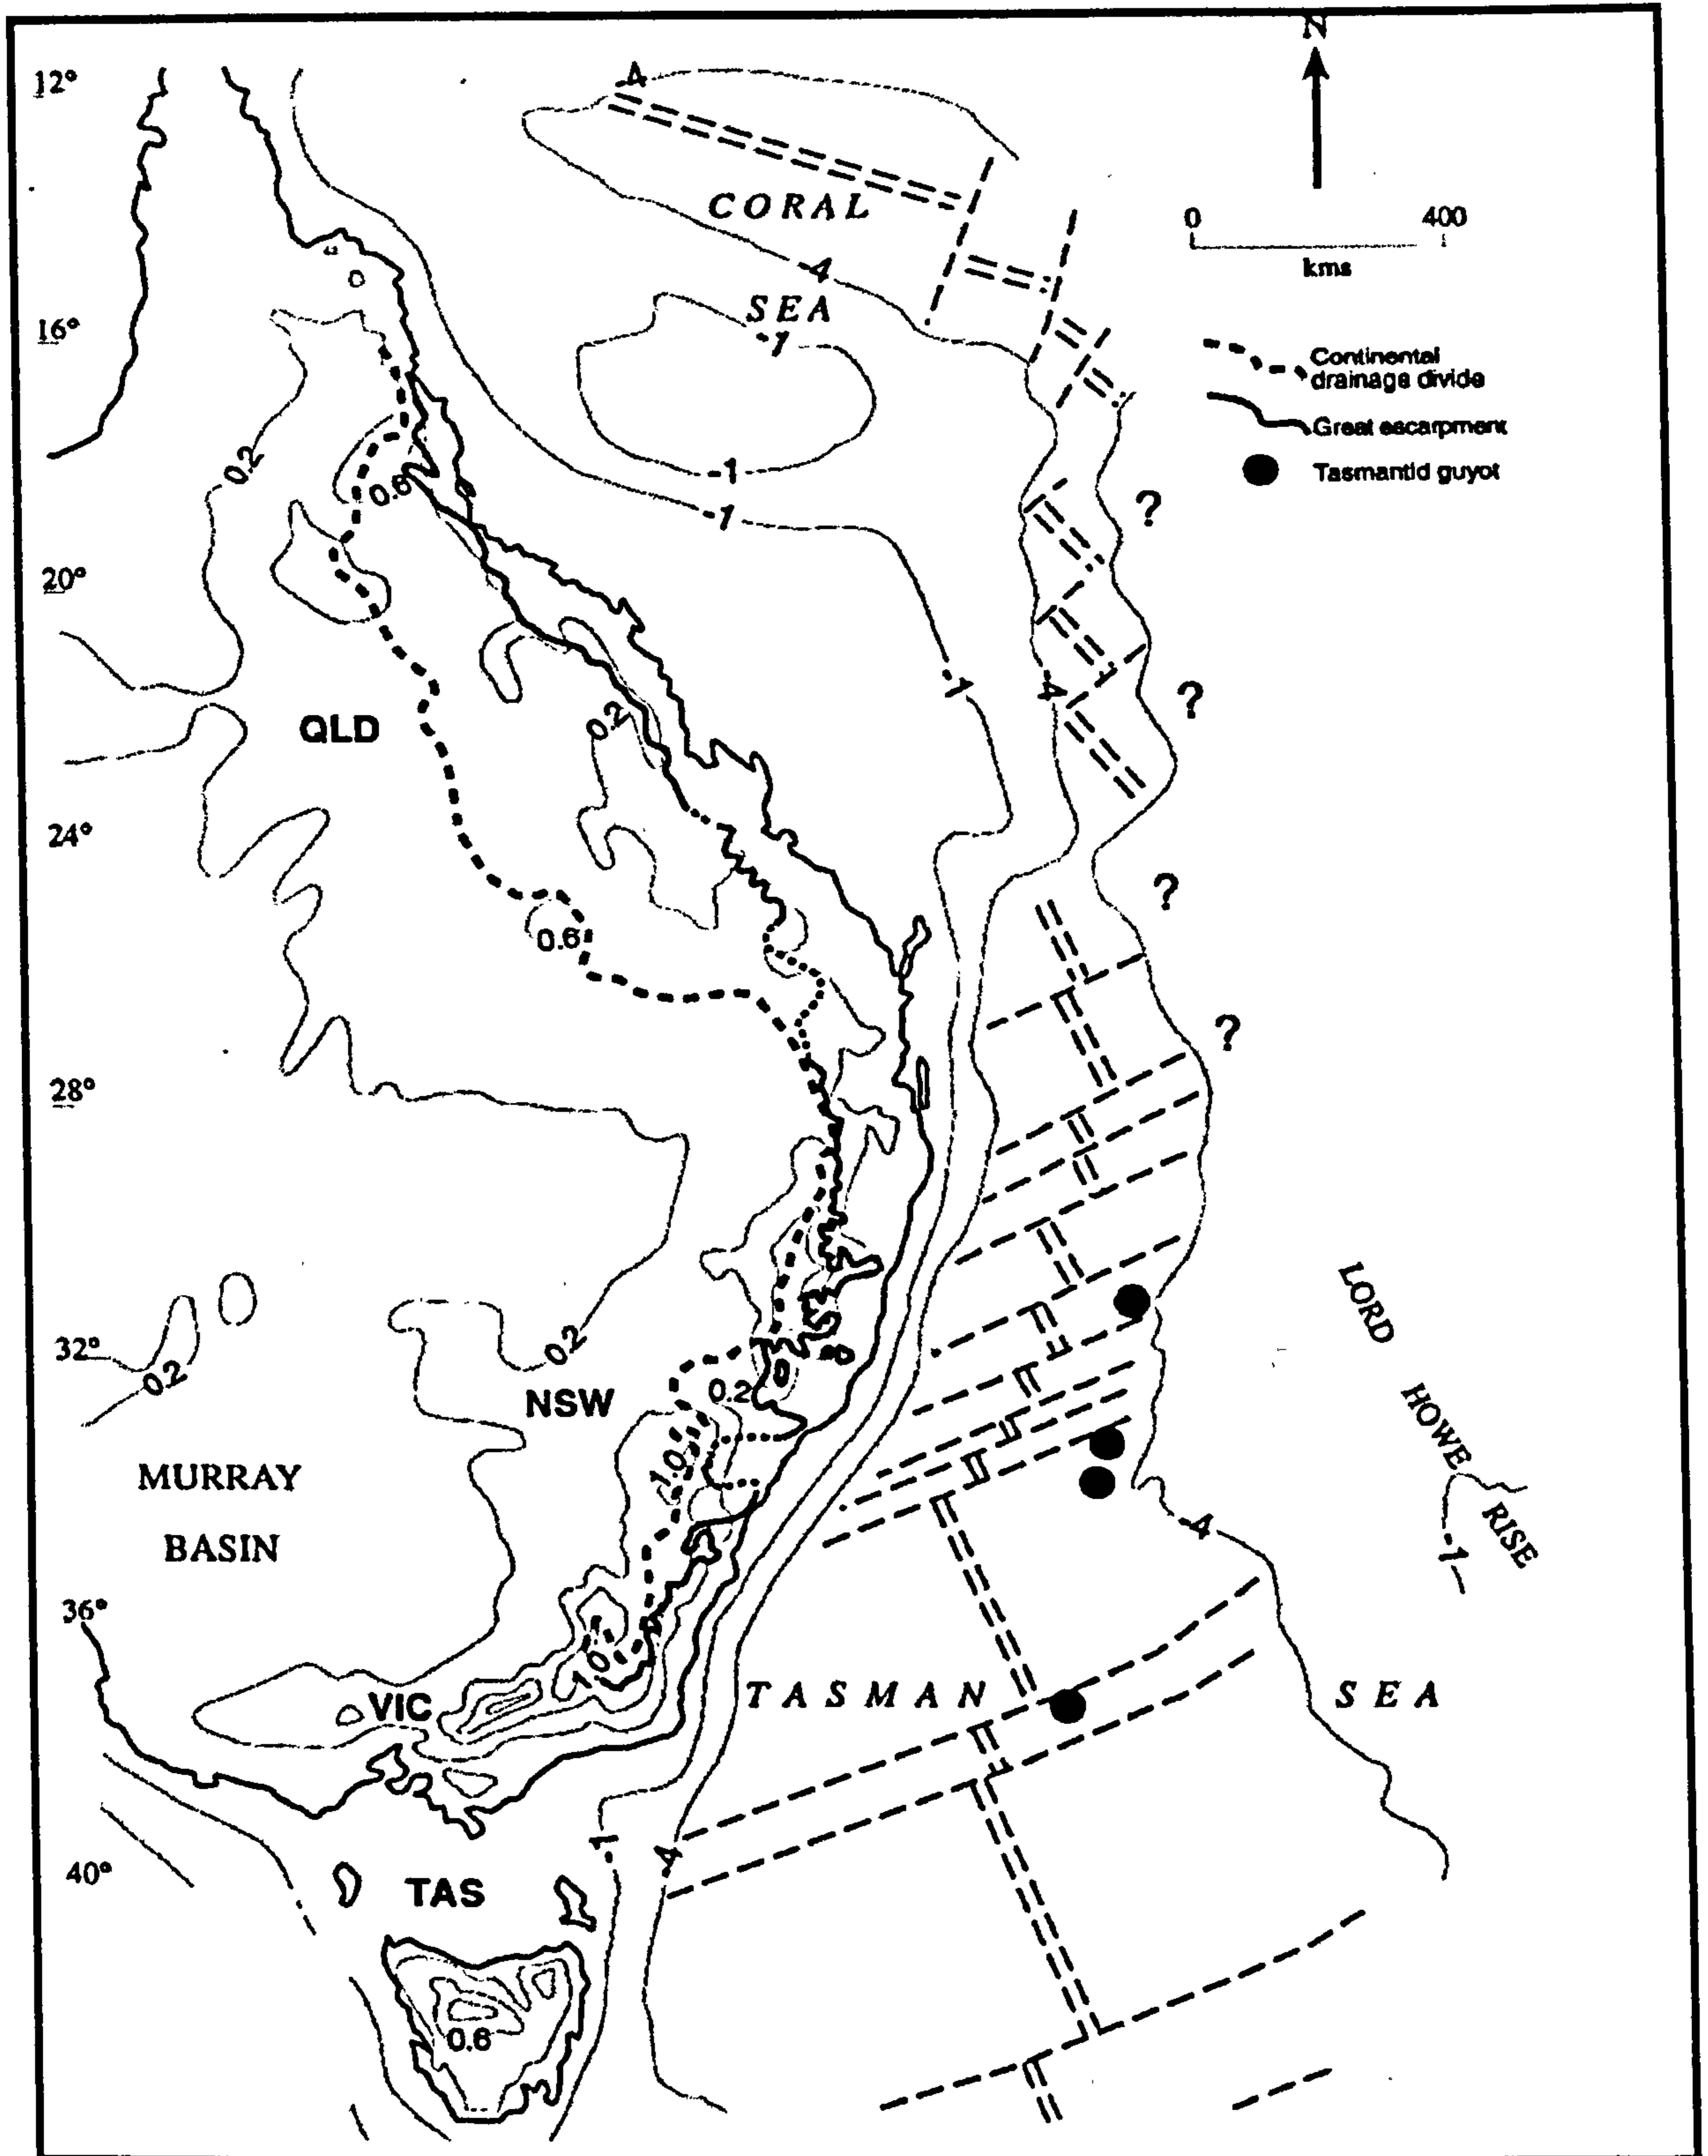 N
12°
-4
CORAL
0 400
kms
-4
SEA
16°
-1
Continental
drainage divide
Great escarpment
Tasmantid guyot
0.2
0.6
-1
-1
?
20°
-1
-4
?
QLD
0.2
24°
?
0.6
?
28°
LORD
HOWE
RISE
32°
0.2
0.2
NSW
0.2
1.0
MURRAY
BASIN
-4
-1
36°
1.0
VIC
TASMAN SEA
-1
-4
40°
TAS
0.6